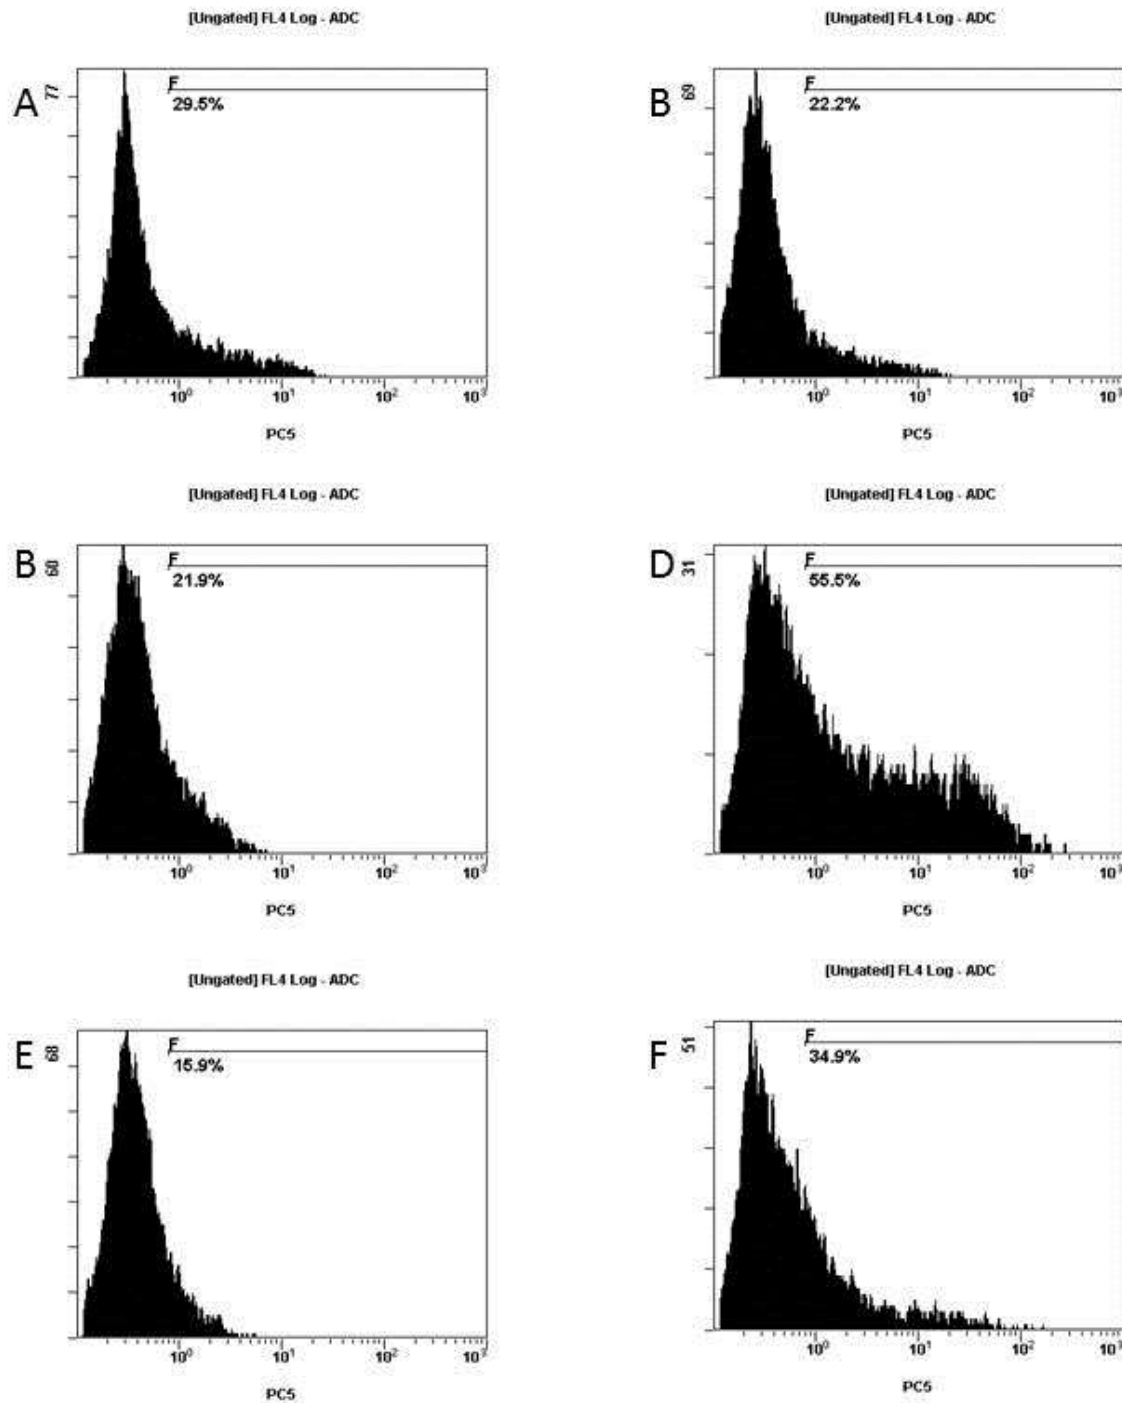 [Ungated] FL4 Log - ADC
A
77
F
29.5%
10⁰ 10¹ 10² 10³
PC5
[Ungated] FL4 Log - ADC
B
69
F
22.2%
10⁰ 10¹ 10² 10³
PC5
[Ungated] FL4 Log - ADC
B
60
F
21.9%
10⁰ 10¹ 10² 10³
PC5
[Ungated] FL4 Log - ADC
D
31
F
55.5%
10⁰ 10¹ 10² 10³
PC5
[Ungated] FL4 Log - ADC
E
68
F
15.9%
10⁰ 10¹ 10² 10³
PC5
[Ungated] FL4 Log - ADC
F
51
F
34.9%
10⁰ 10¹ 10² 10³
PC5